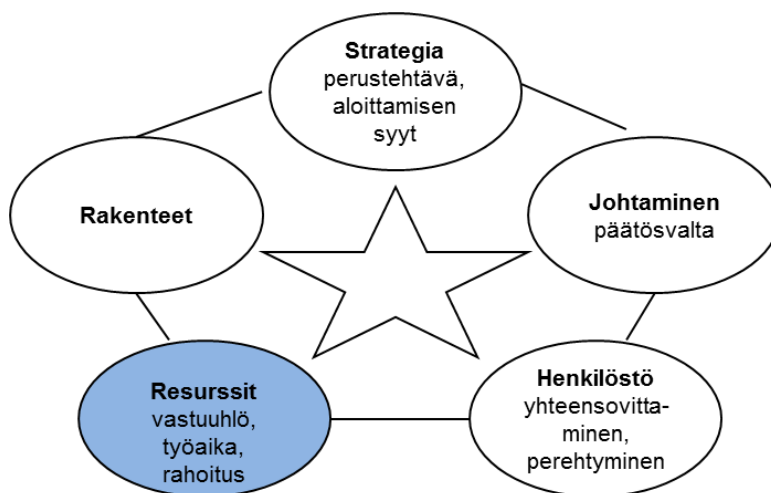 Strategia
perustehtävä,
aloittamisen
syyt
Rakenteet
Johtaminen
päätösvalta
Resurssit
vastuuhlö,
työaika,
rahoitus
Henkilöstö
yhteensovitta-
minen,
perehtyminen